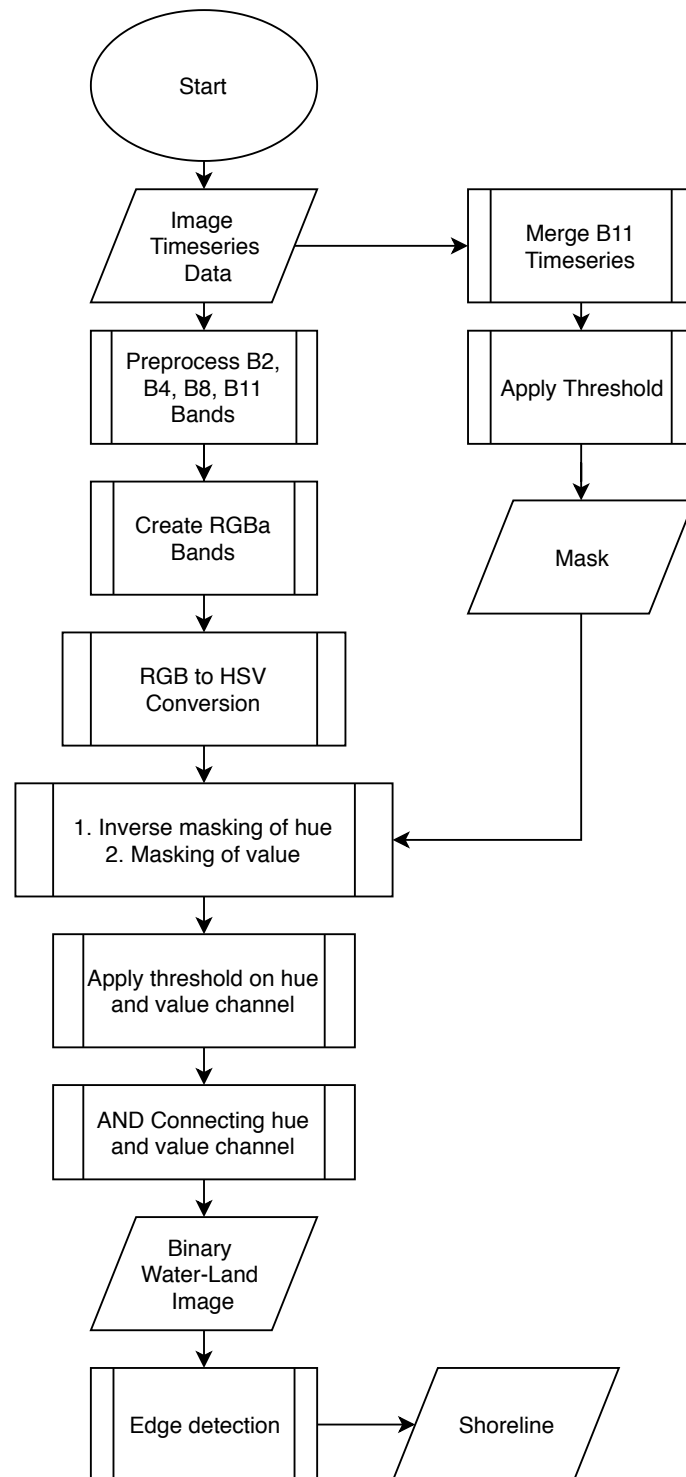 Start
Image
Timeseries
Data
Merge B11
Timeseries
Preprocess B2,
B4, B8, B11
Bands
Apply Threshold
Create RGBa
Bands
Mask
RGB to HSV
Conversion
1. Inverse masking of hue
2. Masking of value
Apply threshold on hue
and value channel
AND Connecting hue
and value channel
Binary
Water-Land
Image
Edge detection
Shoreline